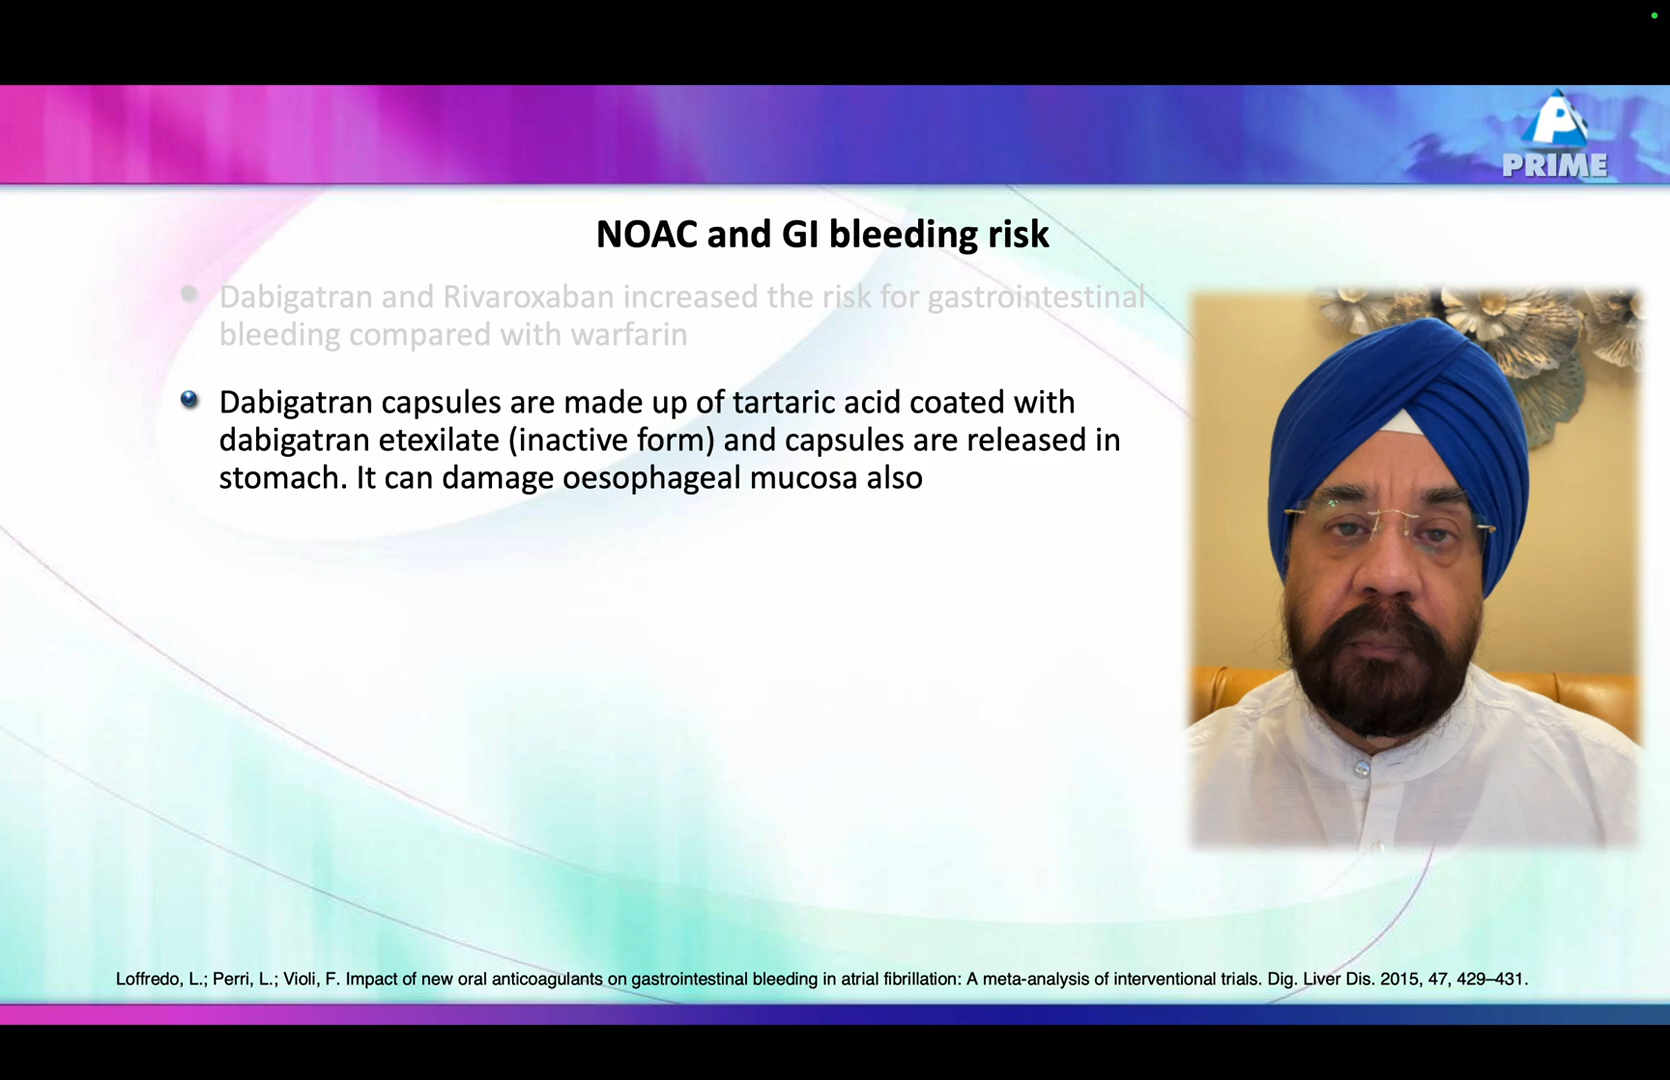 PRIME
NOAC and GI bleeding risk
Dabigatran and Rivaroxaban increased the risk for gastrointestinal
bleeding compared with warfarin
Dabigatran capsules are made up of tartaric acid coated with
dabigatran etexilate (inactive form) and capsules are released in
stomach. It can damage oesophageal mucosa also
Loffredo, L.; Perri, L.; Violi, F. Impact of new oral anticoagulants on gastrointestinal bleeding in atrial fibrillation: A meta-analysis of interventional trials. Dig. Liver Dis. 2015, 47, 429–431.